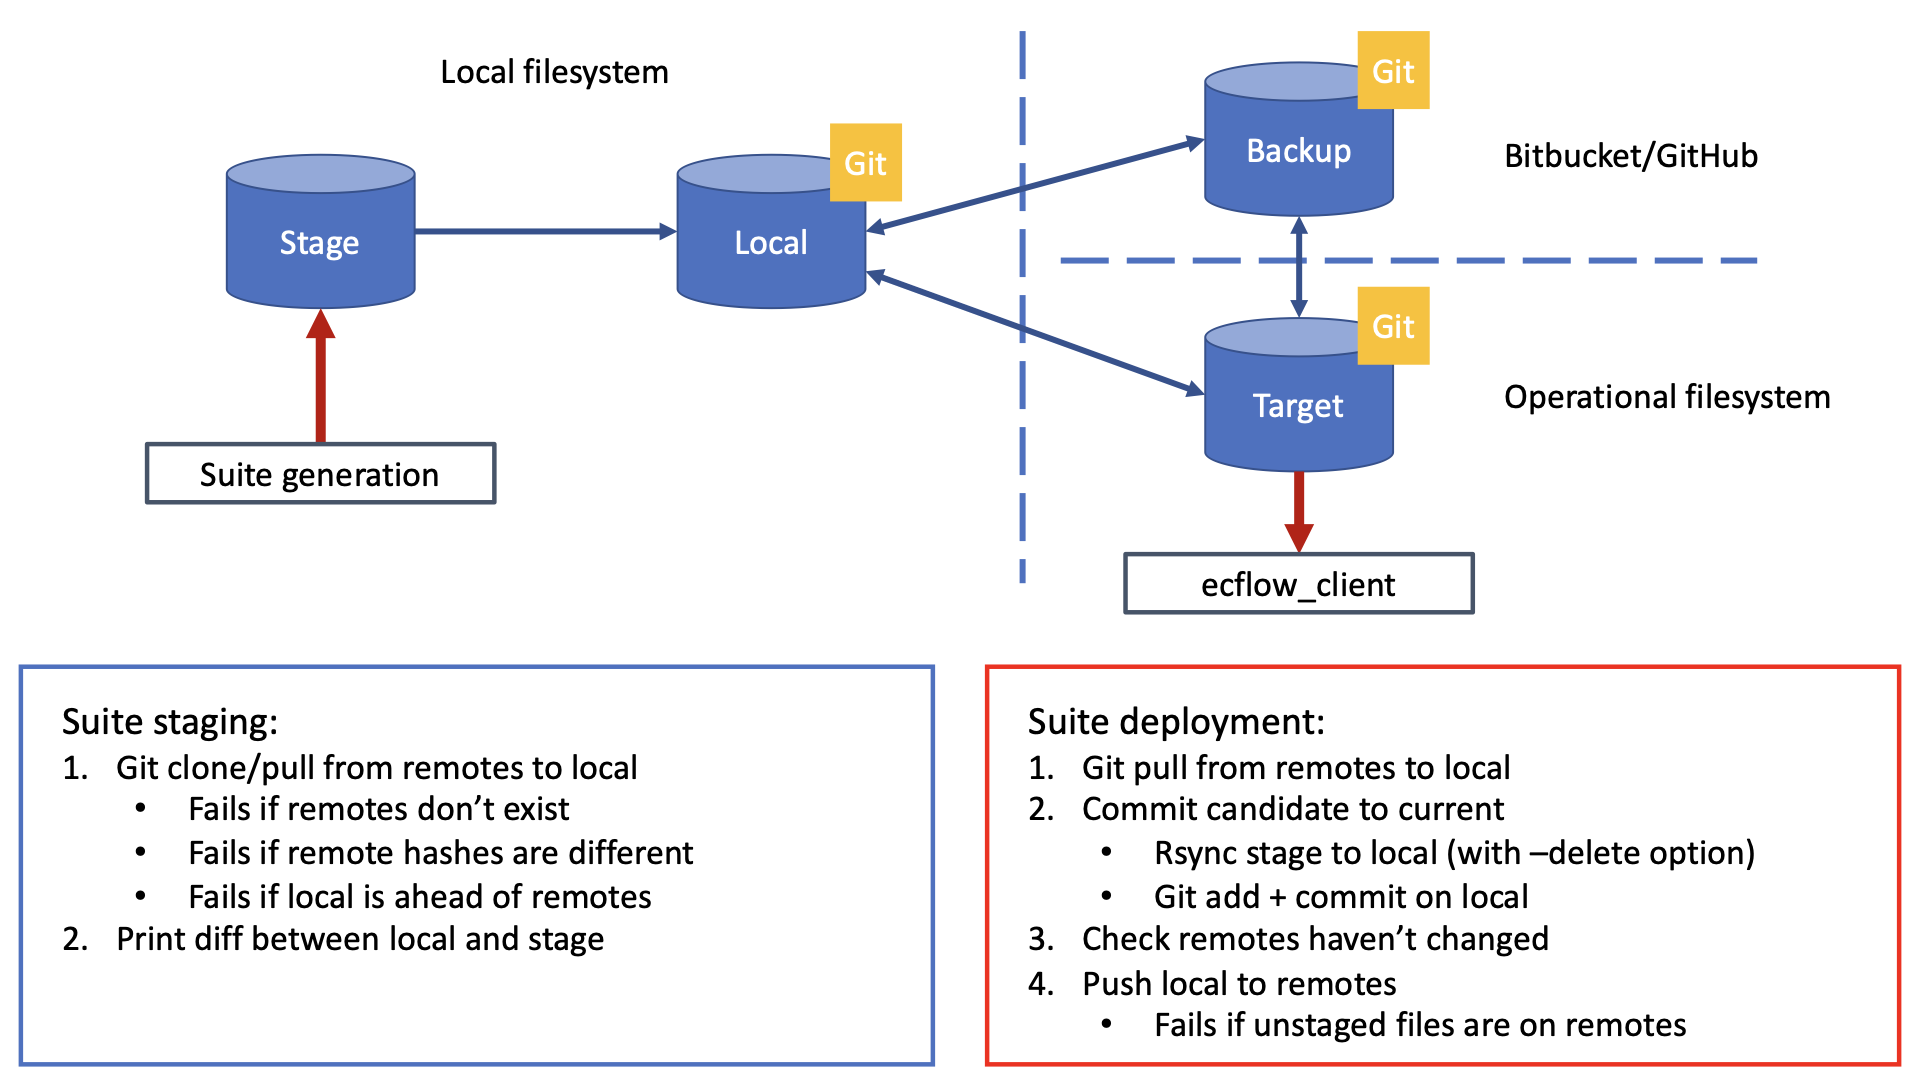 Local filesystem
Git
Backup
Bitbucket/GitHub
Git
Stage
Local
Git
Target
Operational filesystem
Suite generation
ecflow_client
Suite staging:
1. Git clone/pull from remotes to local
• Fails if remotes don’t exist
• Fails if remote hashes are different
• Fails if local is ahead of remotes
2. Print diff between local and stage
Suite deployment:
1. Git pull from remotes to local
2. Commit candidate to current
• Rsync stage to local (with –delete option)
• Git add + commit on local
3. Check remotes haven’t changed
4. Push local to remotes
• Fails if unstaged files are on remotes